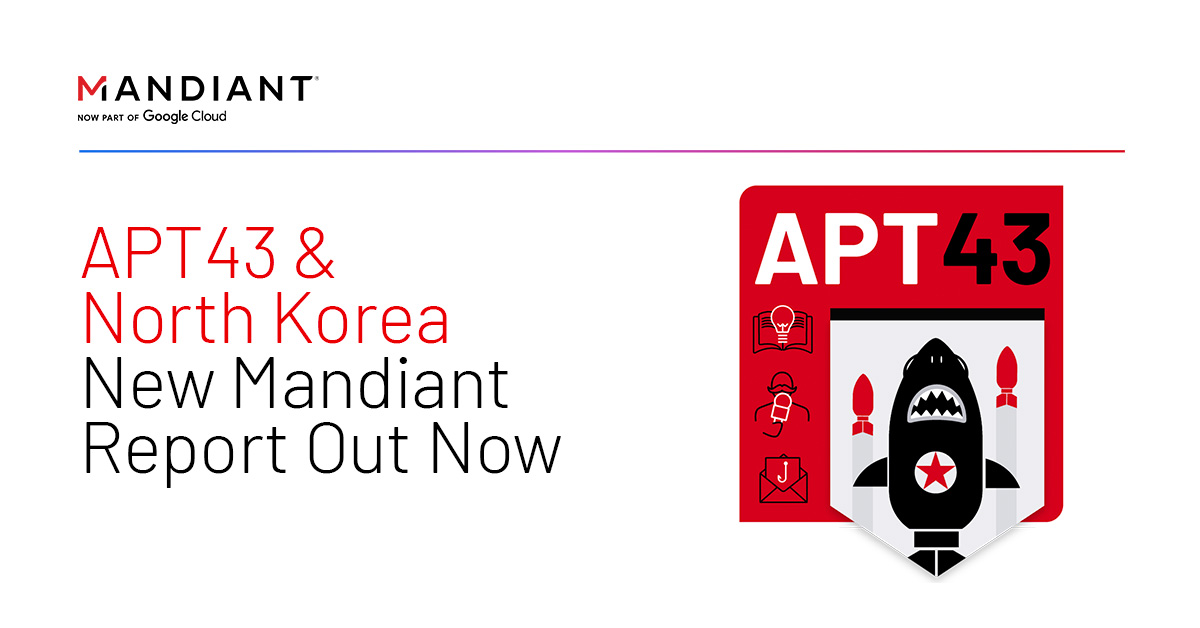 MANDIANT®
NOW PART OF Google Cloud
APT43 &
North Korea
New Mandiant
Report Out Now
APT43